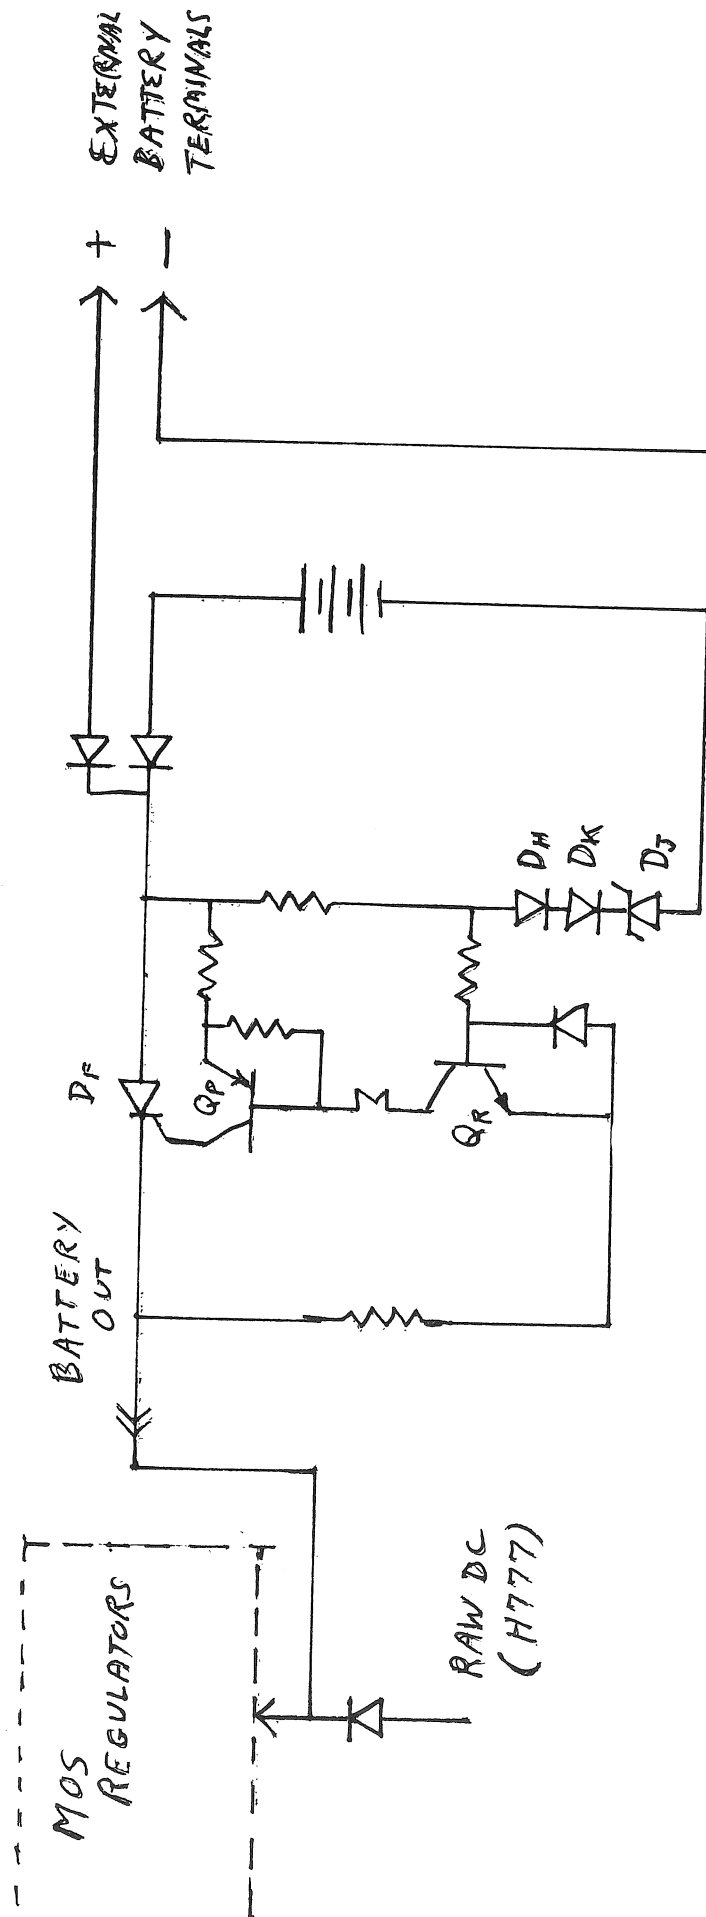 MOS
REGULATORS
RAW DC
(H777)
BATTERY
OUT
DF
QP
QR
DH
DK
DJ
+
−
EXTERNAL
BATTERY
TERMINALS